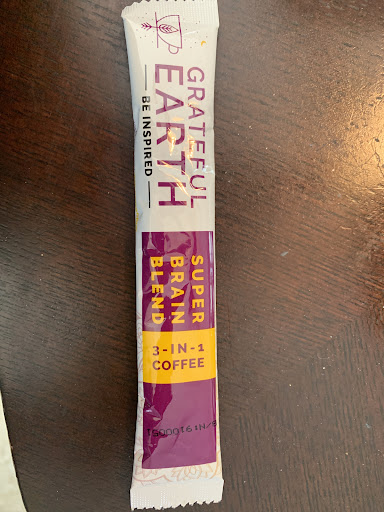 GRATEFUL
EARTH
BE INSPIRED
SUPER
BRAIN
BLEND
3-IN-1
COFFEE